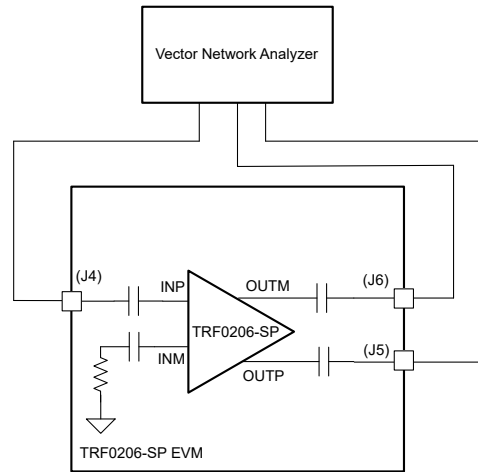 Vector Network Analyzer
(J4)
INP
OUTM
(J6)
TRF0206-SP
INM
OUTP
(J5)
TRF0206-SP EVM